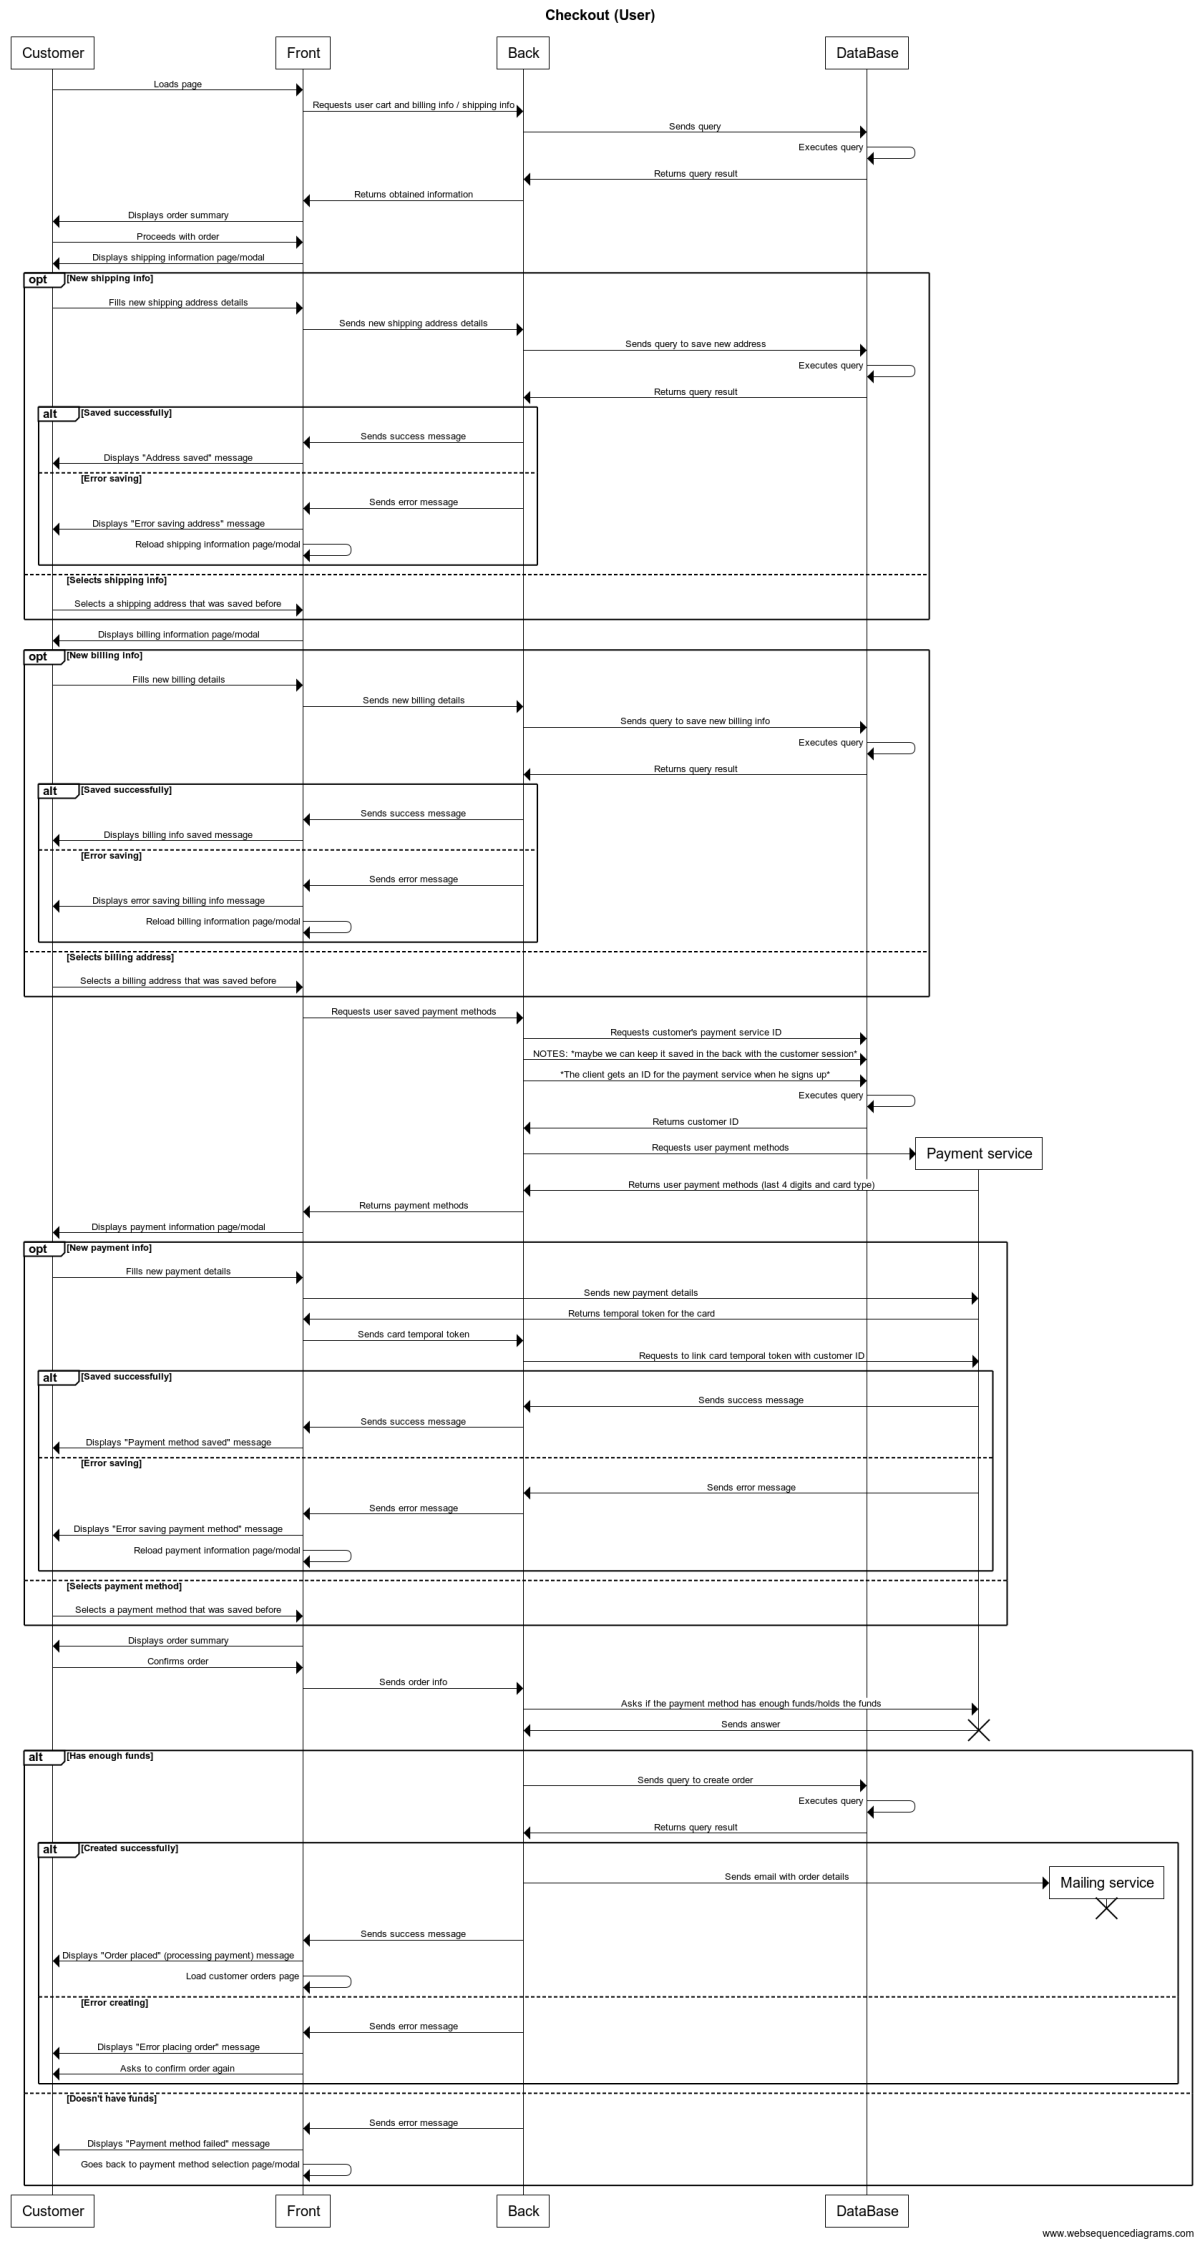 Checkout (User)
Customer
Front
Back
DataBase
Loads page
Requests user cart and billing info / shipping info
Sends query
Executes query
Returns query result
Returns obtained information
Displays order summary
Proceeds with order
Displays shipping information page/modal
opt
[New shipping info]
Fills new shipping address details
Sends new shipping address details
Sends query to save new address
Executes query
Returns query result
alt
[Saved successfully]
Sends success message
Displays "Address saved" message
[Error saving]
Sends error message
Displays "Error saving address" message
Reload shipping information page/modal
[Selects shipping info]
Selects a shipping address that was saved before
Displays billing information page/modal
opt
[New billing info]
Fills new billing details
Sends new billing details
Sends query to save new billing info
Executes query
Returns query result
alt
[Saved successfully]
Sends success message
Displays billing info saved message
[Error saving]
Sends error message
Displays error saving billing info message
Reload billing information page/modal
[Selects billing address]
Selects a billing address that was saved before
Requests user saved payment methods
Requests customer's payment service ID
NOTES: *maybe we can keep it saved in the back with the customer session*
*The client gets an ID for the payment service when he signs up*
Executes query
Returns customer ID
Requests user payment methods
Payment service
Returns user payment methods (last 4 digits and card type)
Returns payment methods
Displays payment information page/modal
opt
[New payment info]
Fills new payment details
Sends new payment details
Returns temporal token for the card
Sends card temporal token
Requests to link card temporal token with customer ID
alt
[Saved successfully]
Sends success message
Sends success message
Displays "Payment method saved" message
[Error saving]
Sends error message
Sends error message
Displays "Error saving payment method" message
Reload payment information page/modal
[Selects payment method]
Selects a payment method that was saved before
Displays order summary
Confirms order
Sends order info
Asks if the payment method has enough funds/holds the funds
Sends answer
alt
[Has enough funds]
Sends query to create order
Executes query
Returns query result
alt
[Created successfully]
Sends email with order details
Mailing service
Sends success message
Displays "Order placed" (processing payment) message
Load customer orders page
[Error creating]
Sends error message
Displays "Error placing order" message
Asks to confirm order again
[Doesn't have funds]
Sends error message
Displays "Payment method failed" message
Goes back to payment method selection page/modal
Customer
Front
Back
DataBase
www.websequencediagrams.com